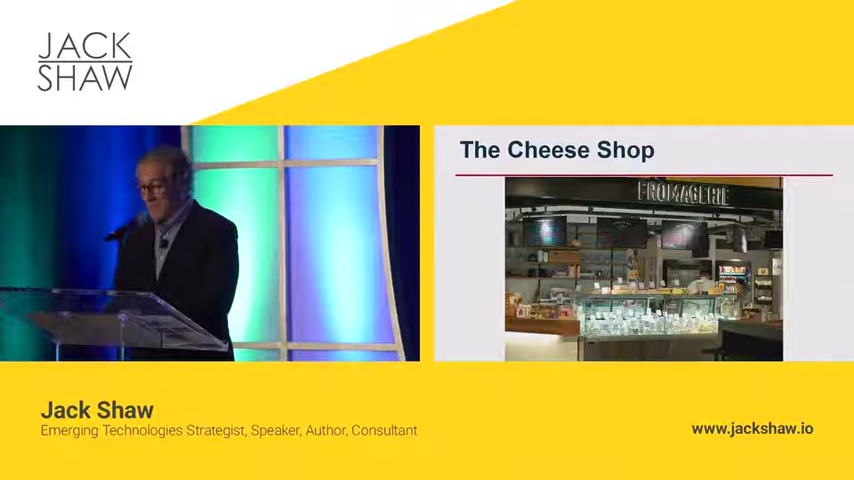 JACK
SHAW
The Cheese Shop
FROMAGERIE
Jack Shaw
Emerging Technologies Strategist, Speaker, Author, Consultant
www.jackshaw.io